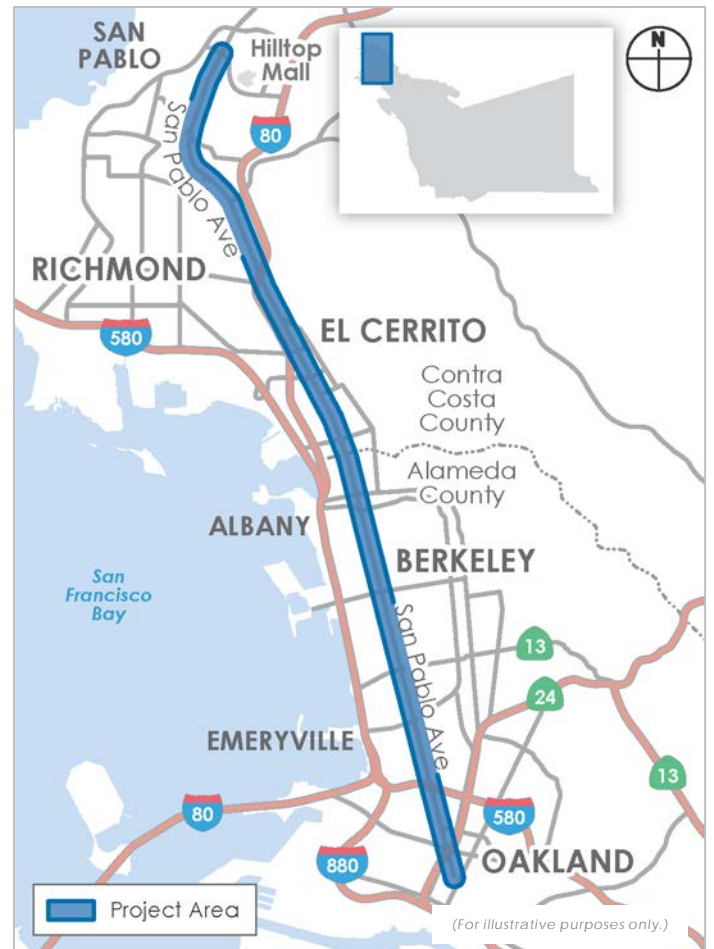 SAN
PABLO
Hilltop
Mall
N
80
San Pablo Ave
RICHMOND
580
EL CERRITO
Contra
Costa
County
Alameda
County
ALBANY
BERKELEY
San
Francisco
Bay
San Pablo Ave
13
24
EMERYVILLE
13
80
580
880
OAKLAND
Project Area
(For illustrative purposes only.)